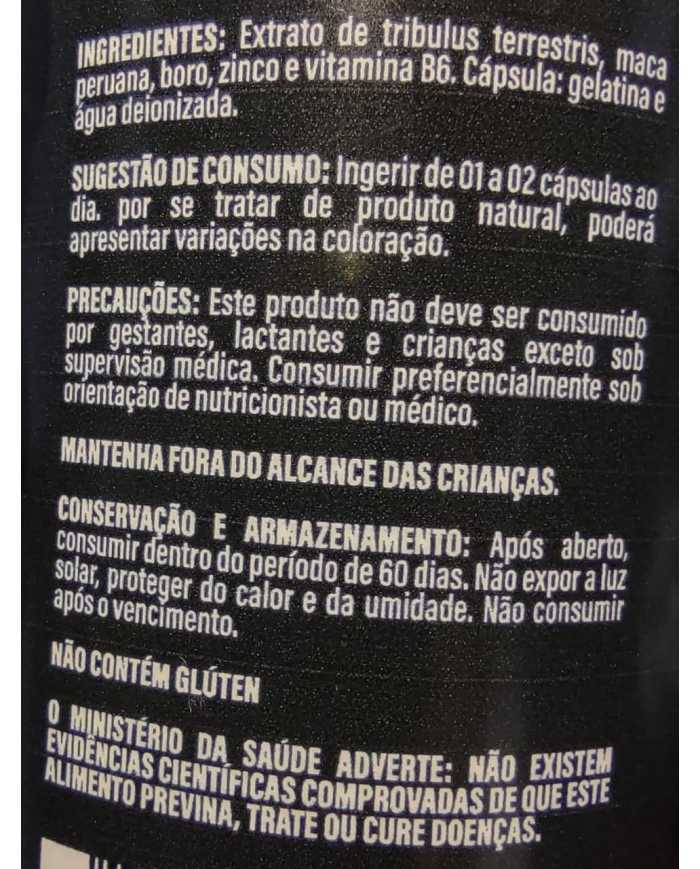 INGREDIENTES: Extrato de tribulus terrestris, maca
peruana, boro, zinco e vitamina B6. Cápsula: gelatina e
água deionizada.
SUGESTÃO DE CONSUMO: Ingerir de 01 a 02 cápsulas ao
dia. por se tratar de produto natural, poderá
apresentar variações na coloração.
PRECAUÇÕES: Este produto não deve ser consumido
por gestantes, lactantes e crianças exceto sob
supervisão médica. Consumir preferencialmente sob
orientação de nutricionista ou médico.
MANTENHA FORA DO ALCANCE DAS CRIANÇAS.
CONSERVAÇÃO E ARMAZENAMENTO: Após aberto,
consumir dentro do período de 60 dias. Não expor a luz
solar, proteger do calor e da umidade. Não consumir
após o vencimento.
NÃO CONTÉM GLÚTEN
O MINISTÉRIO DA SAÚDE ADVERTE: NÃO EXISTEM
EVIDÊNCIAS CIENTÍFICAS COMPROVADAS DE QUE ESTE
ALIMENTO PREVINA, TRATE OU CURE DOENÇAS.